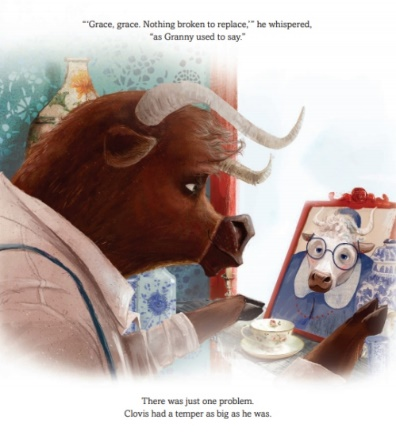 “‘Grace, grace. Nothing broken to replace,’” he whispered,
“as Granny used to say.”
There was just one problem.
Clovis had a temper as big as he was.